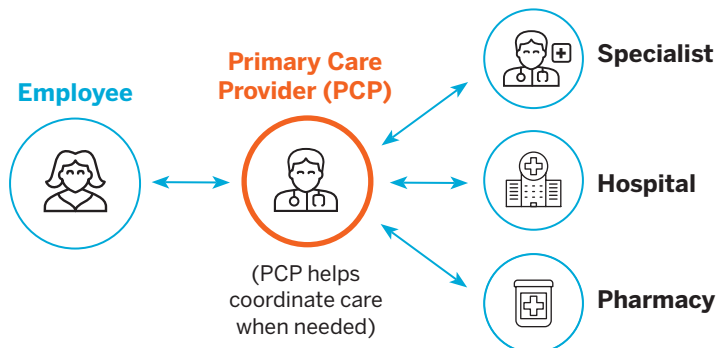 Employee
Primary Care
Provider (PCP)
(PCP helps
coordinate care
when needed)
Specialist
Hospital
Pharmacy